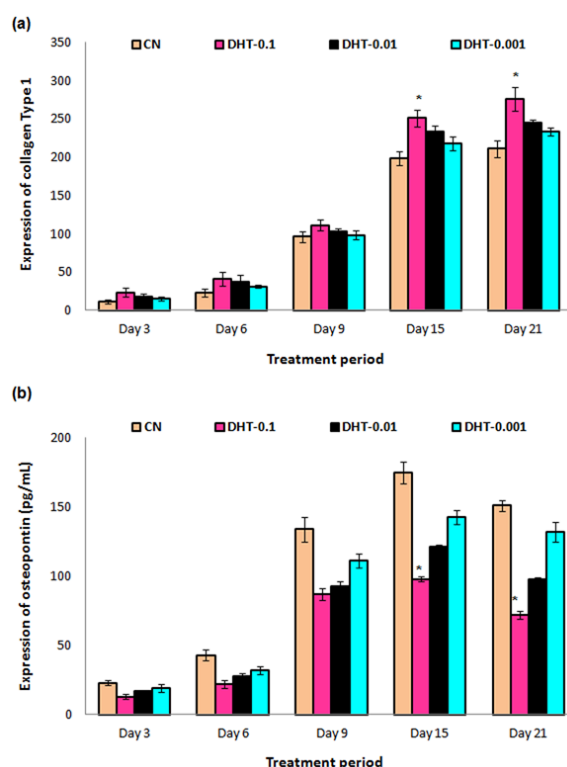 (a)
350
300
250
200
150
100
50
0
CN DHT-0.1 DHT-0.01 DHT-0.001
Expression of collagen Type 1
* *
Day 3 Day 6 Day 9 Day 15 Day 21
Treatment period
(b)
200
150
100
50
0
CN DHT-0.1 DHT-0.01 DHT-0.001
Expression of osteopontin (pg/mL)
* *
Day 3 Day 6 Day 9 Day 15 Day 21
Treatment period